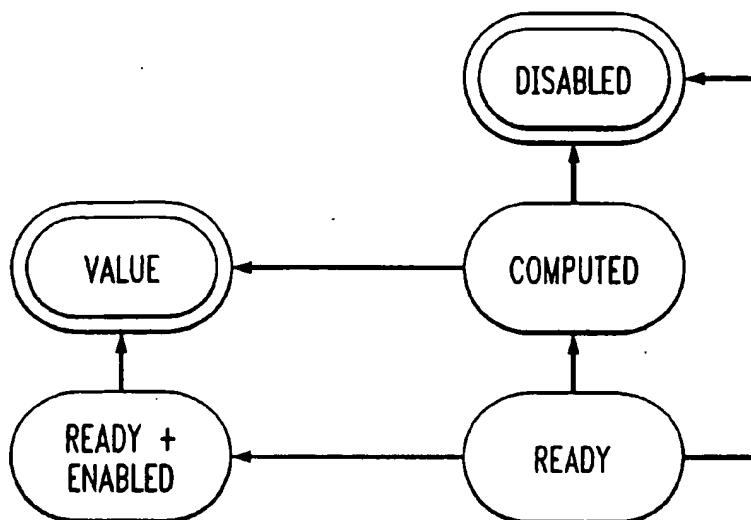 DISABLED
VALUE
COMPUTED
READY +
ENABLED
READY